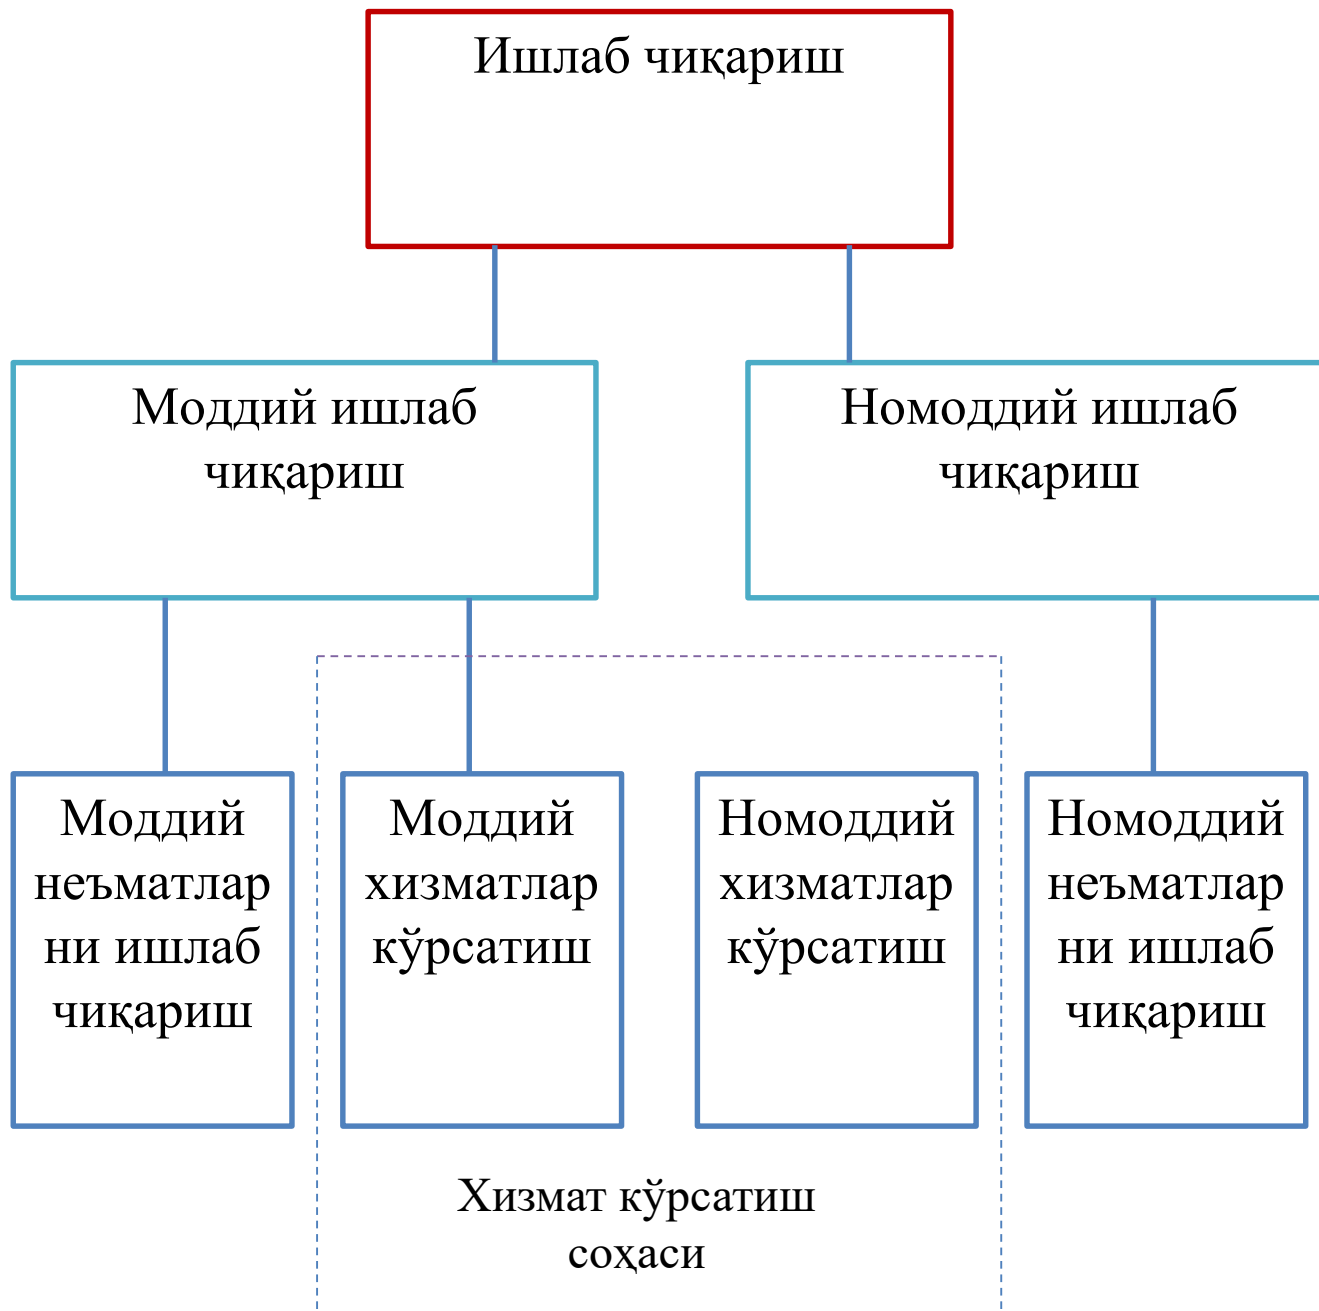 Ишлаб чиқариш
Моддий ишлаб
чиқариш
Номоддий ишлаб
чиқариш
Моддий
неъматлар
ни ишлаб
чиқариш
Моддий
хизматлар
кўрсатиш
Номоддий
хизматлар
кўрсатиш
Номоддий
неъматлар
ни ишлаб
чиқариш
Хизмат кўрсатиш
соҳаси